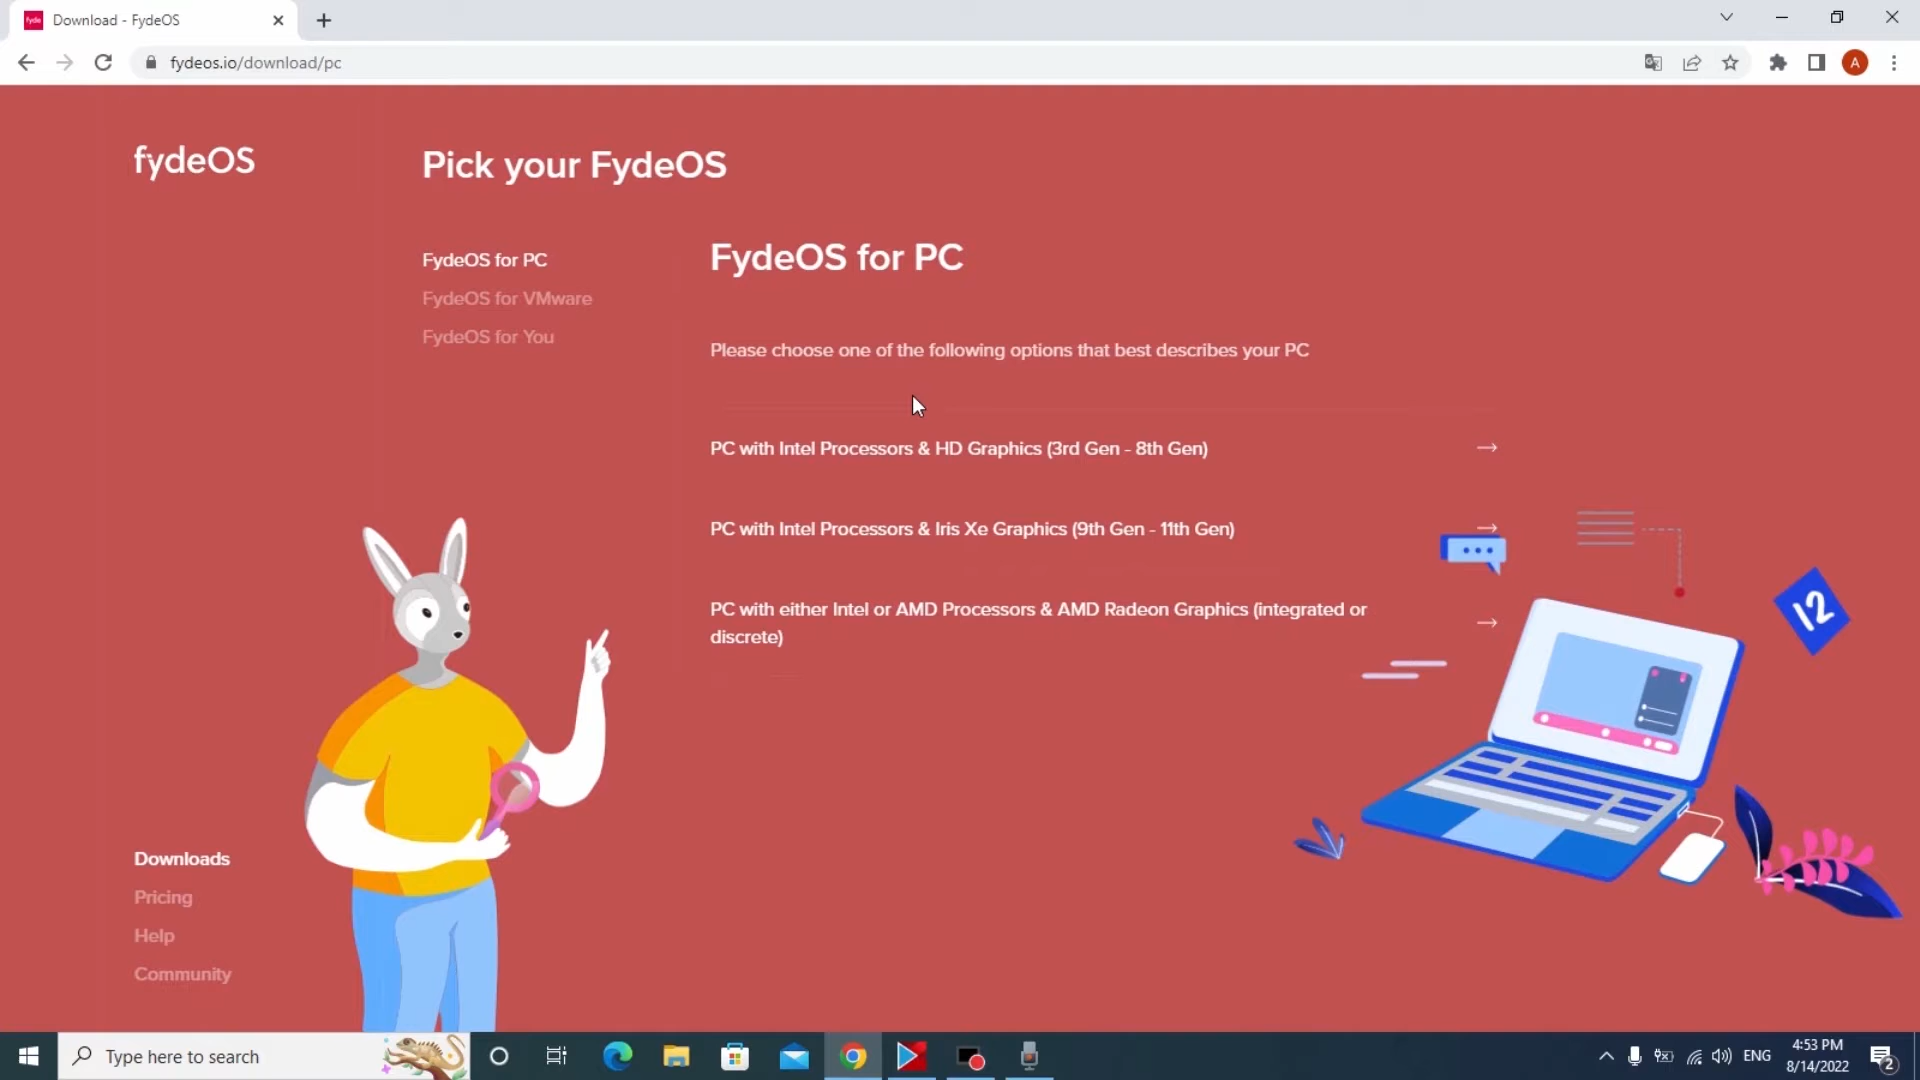 fyde
Download - FydeOS
fydeos.io/download/pc
A
fydeOS
Pick your FydeOS
FydeOS for PC
FydeOS for VMware
FydeOS for You
FydeOS for PC
Please choose one of the following options that best describes your PC
PC with Intel Processors & HD Graphics (3rd Gen - 8th Gen)
PC with Intel Processors & Iris Xe Graphics (9th Gen - 11th Gen)
PC with either Intel or AMD Processors & AMD Radeon Graphics (integrated or
discrete)
12
Downloads
Pricing
Help
Community
Type here to search
ENG
4:53 PM
8/14/2022
2